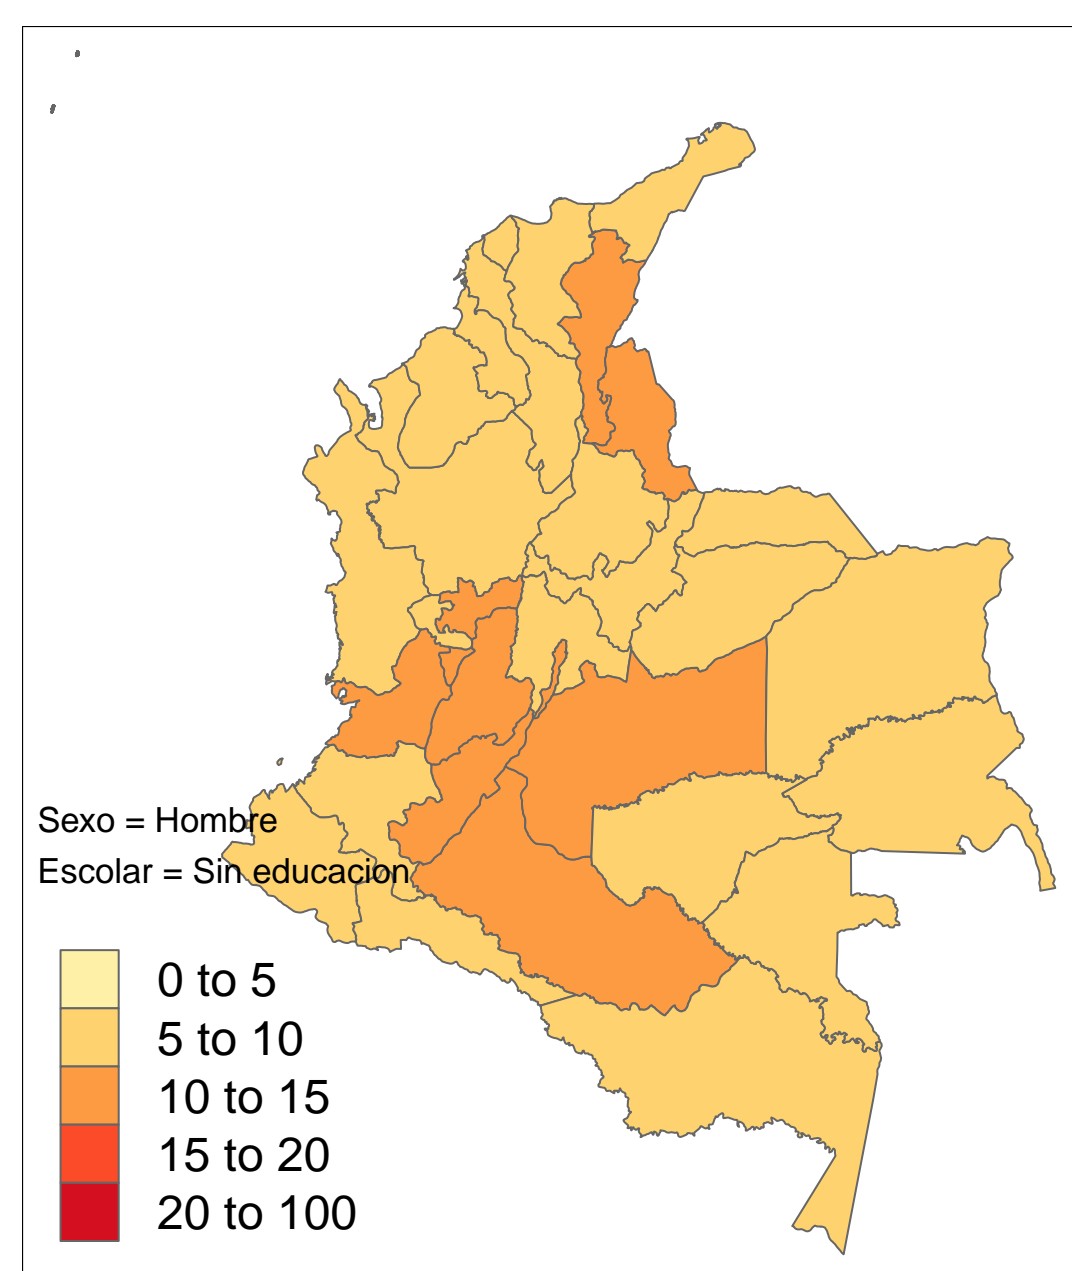 Sexo = Hombre
Escolar = Sin educacion
0 to 5
5 to 10
10 to 15
15 to 20
20 to 100